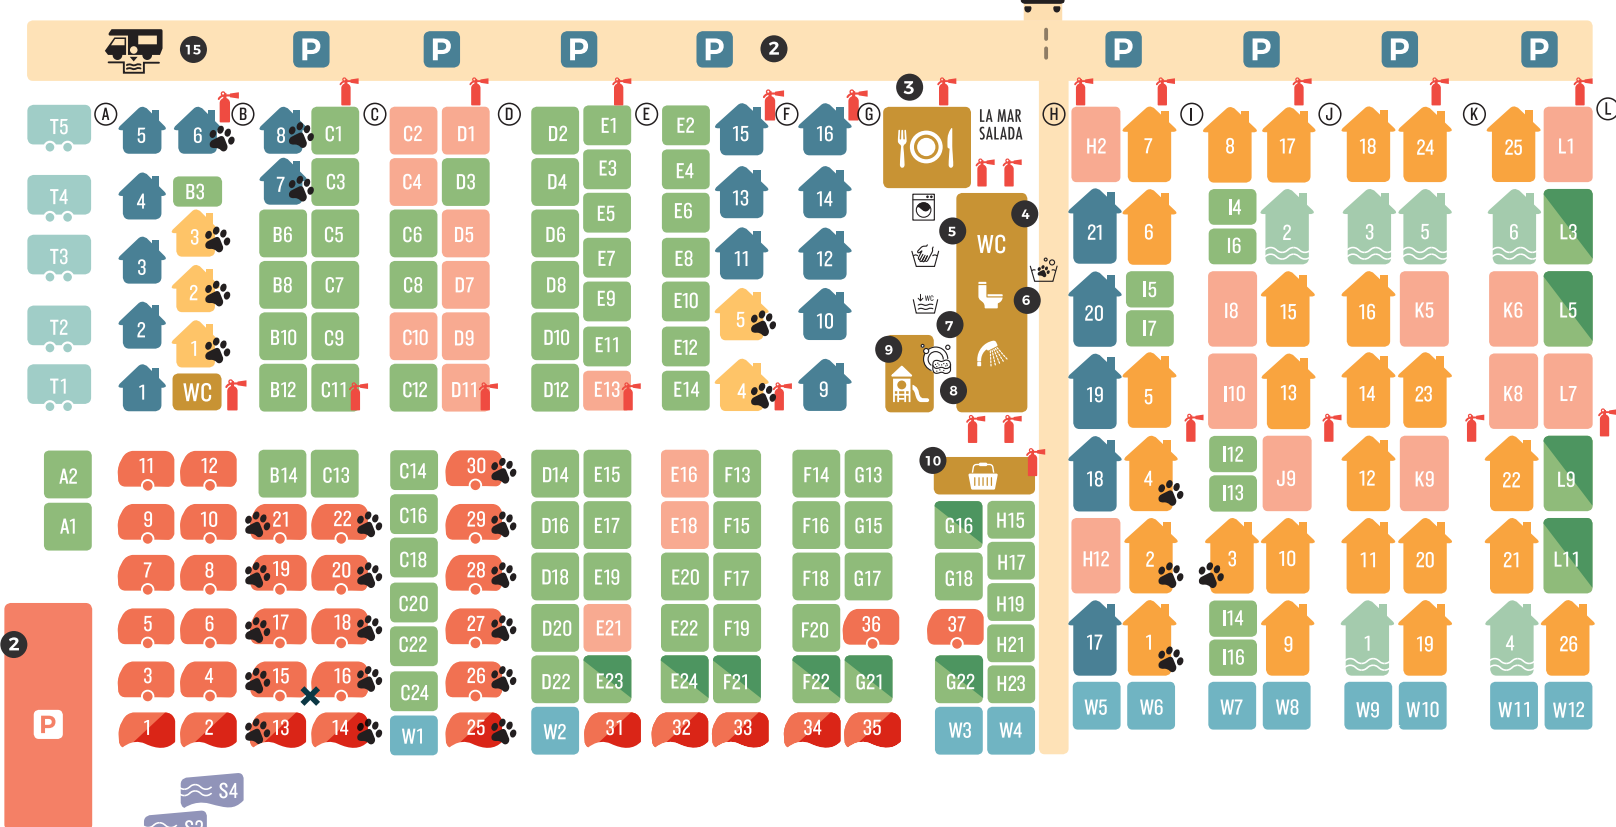 15 P P P P 2 P P P P
3
A B C D E F G H I J K L
LA MAR
SALADA
T5 5 6 8 C1 C2 D1 D2 E1 E2 15 16 H2 7 8 17 18 24 25 L1
T4 4 B3 7 C3 C4 D3 D4 E3 E4 13 14 4
3 B6 C5 C6 D5 D6 E5 E6 5 WC 21 6 I4 2 3 5 6 L3
T3 3 E7 E8 11 12 I6
2 B8 C7 C8 D7 D8 E9 E10 6 20 I5 I8 15 16 K5 K6 L5
T2 2 1 B10 C9 C10 D9 D10 E11 E12 5 10 7 I7
WC
9
T1 1 WC B12 C11 C12 D11 D12 E13 E14 4 9 8 19 5 I10 13 14 23 K8 L7
A2 11 12 B14 C13 C14 30 D14 E15 E16 F13 F14 G13 10 18 4 I12 J9 12 K9 22 L9
I13
A1 9 10 21 22 C16 29 D16 E17 E18 F15 F16 G15 G16 H15
7 8 19 20 C18 28 D18 E19 E20 F17 F18 G17 G18 H17 H12 2 3 10 11 20 21 L11
C20 H19
2 5 6 17 18 C22 27 D20 E21 E22 F19 F20 36 37 H21 17 1 I14 9 1 19 4 26
I16
3 4 15 16 C24 26 D22 E23 E24 F21 F22 G21 G22 H23
P 1 2 13 14 W1 25 W2 31 32 33 34 35 W3 W4 W5 W6 W7 W8 W9 W10 W11 W12
S4